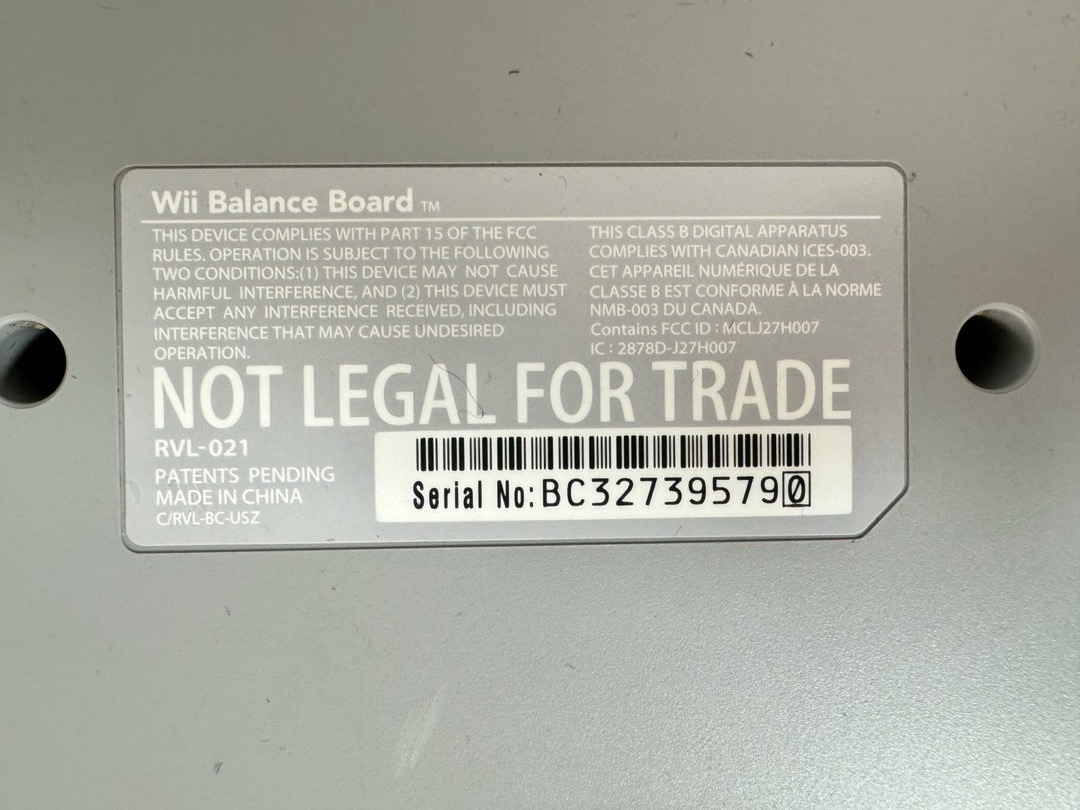 Wii Balance Board TM
THIS DEVICE COMPLIES WITH PART 15 OF THE FCC
RULES. OPERATION IS SUBJECT TO THE FOLLOWING
TWO CONDITIONS:(1) THIS DEVICE MAY NOT CAUSE
HARMFUL INTERFERENCE, AND (2) THIS DEVICE MUST
ACCEPT ANY INTERFERENCE RECEIVED, INCLUDING
INTERFERENCE THAT MAY CAUSE UNDESIRED
OPERATION.
THIS CLASS B DIGITAL APPARATUS
COMPLIES WITH CANADIAN ICES-003.
CET APPAREIL NUMÉRIQUE DE LA
CLASSE B EST CONFORME À LA NORME
NMB-003 DU CANADA.
Contains FCC ID : MCLJ27H007
IC : 2878D-J27H007
NOT LEGAL FOR TRADE
RVL-021
PATENTS PENDING
MADE IN CHINA
C/RVL-BC-USZ
Serial No:BC327395790